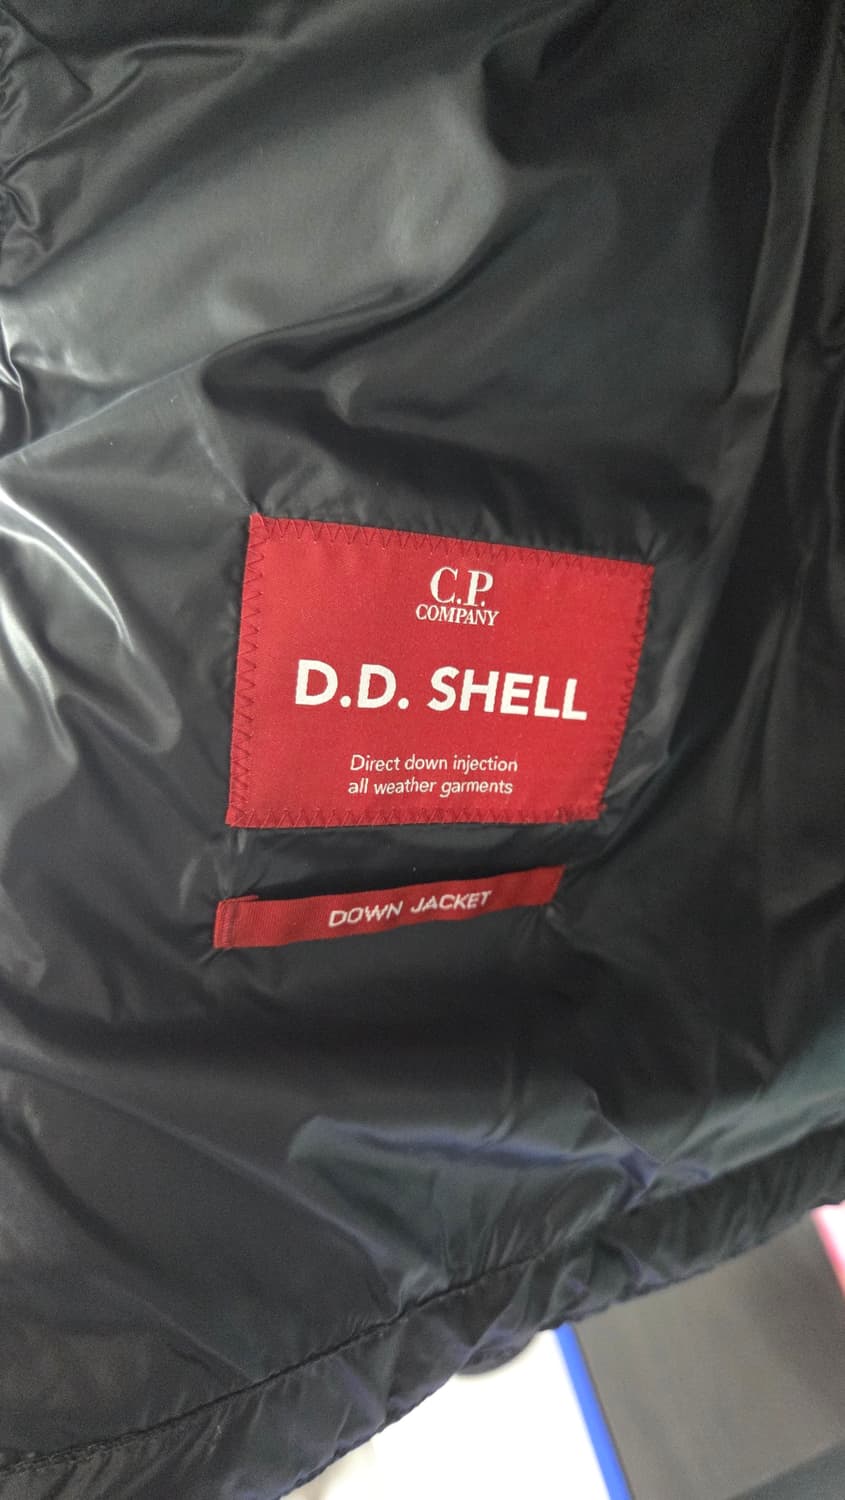 C.P.
COMPANY
D.D. SHELL
Direct down injection
all weather garments
DOWN JACKET